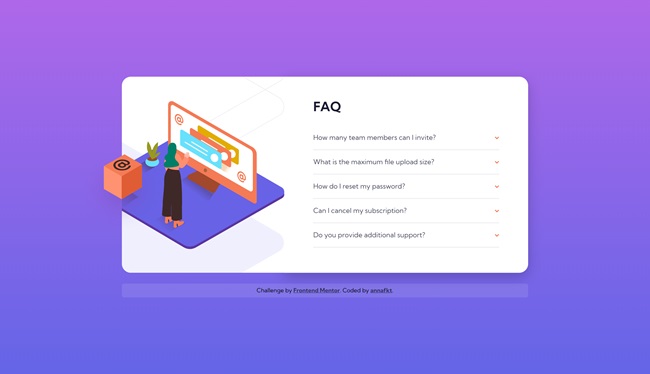 FAQ
How many team members can I invite?
What is the maximum file upload size?
How do I reset my password?
Can I cancel my subscription?
Do you provide additional support?
Challenge by Frontend Mentor. Coded by annafkt.